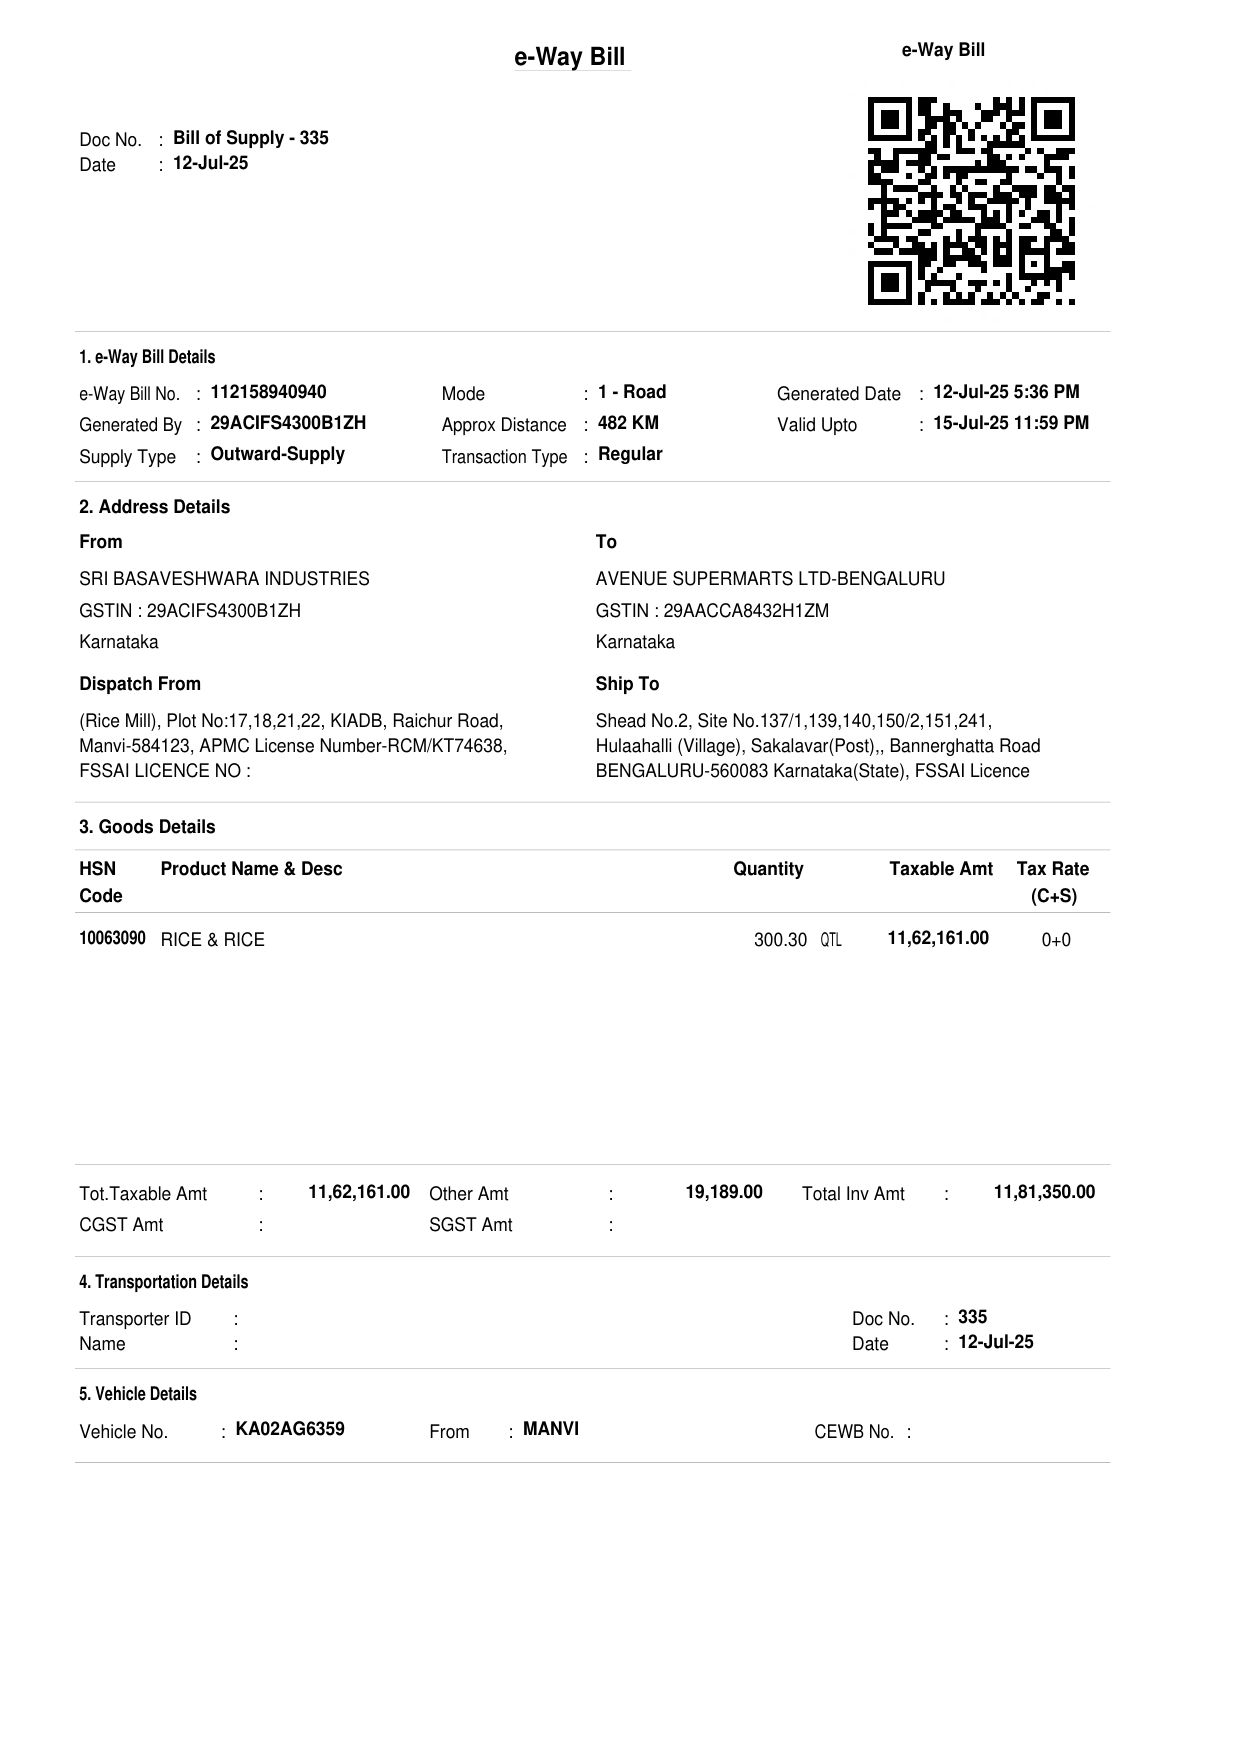 e-Way Bill
e-Way Bill
Doc No. : Bill of Supply - 335
Date : 12-Jul-25
1. e-Way Bill Details
e-Way Bill No. : 112158940940 Mode : 1 - Road Generated Date : 12-Jul-25 5:36 PM
Generated By : 29ACIFS4300B1ZH Approx Distance : 482 KM Valid Upto : 15-Jul-25 11:59 PM
Supply Type : Outward-Supply Transaction Type : Regular
2. Address Details
From To
SRI BASAVESHWARA INDUSTRIES AVENUE SUPERMARTS LTD-BENGALURU
GSTIN : 29ACIFS4300B1ZH GSTIN : 29AACCA8432H1ZM
Karnataka Karnataka
Dispatch From Ship To
(Rice Mill), Plot No:17,18,21,22, KIADB, Raichur Road, Shead No.2, Site No.137/1,139,140,150/2,151,241,
Manvi-584123, APMC License Number-RCM/KT74638, Hulaahalli (Village), Sakalavar(Post),, Bannerghatta Road
FSSAI LICENCE NO : BENGALURU-560083 Karnataka(State), FSSAI Licence
3. Goods Details
HSN Product Name & Desc Quantity Taxable Amt Tax Rate
Code (C+S)
10063090 RICE & RICE 300.30 QTL 11,62,161.00 0+0
Tot.Taxable Amt : 11,62,161.00 Other Amt : 19,189.00 Total Inv Amt : 11,81,350.00
CGST Amt : SGST Amt :
4. Transportation Details
Transporter ID : Doc No. : 335
Name : Date : 12-Jul-25
5. Vehicle Details
Vehicle No. : KA02AG6359 From : MANVI CEWB No. :